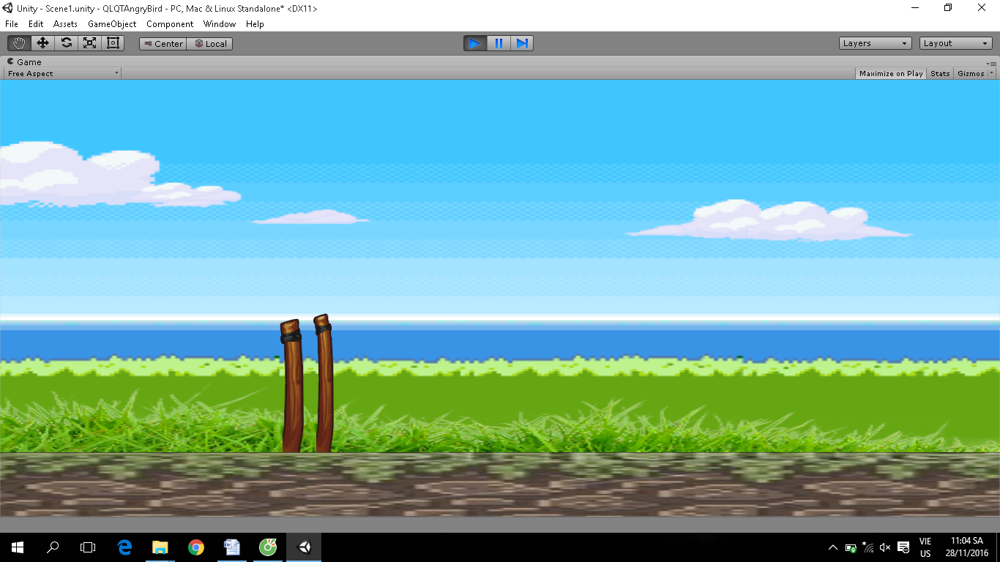 Unity - Scene1.unity - QLQTAngryBird - PC, Mac & Linux Standalone* <DX11>
File Edit Assets GameObject Component Window Help
Center Local Layers Layout
Game
Free Aspect Maximize on Play Stats Gizmos
VIE 11:04 SA
US 28/11/2016